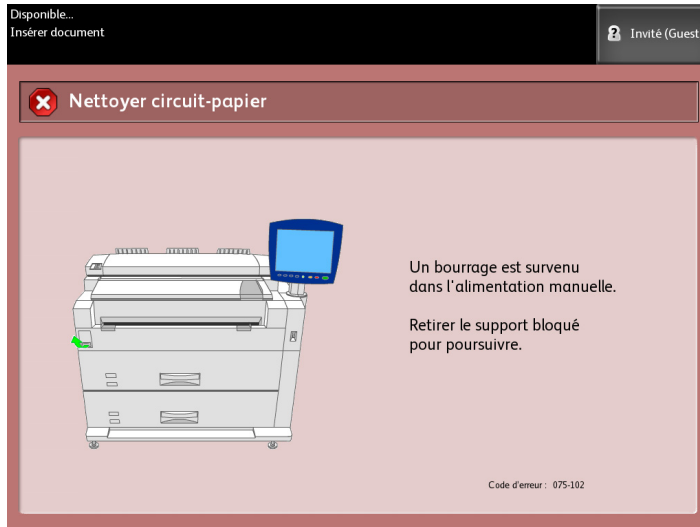 Disponible...
Insérer document
Invité (Guest
Nettoyer circuit-papier
Un bourrage est survenu
dans l'alimentation manuelle.
Retirer le support bloqué
pour poursuivre.
Code d'erreur : 075-102